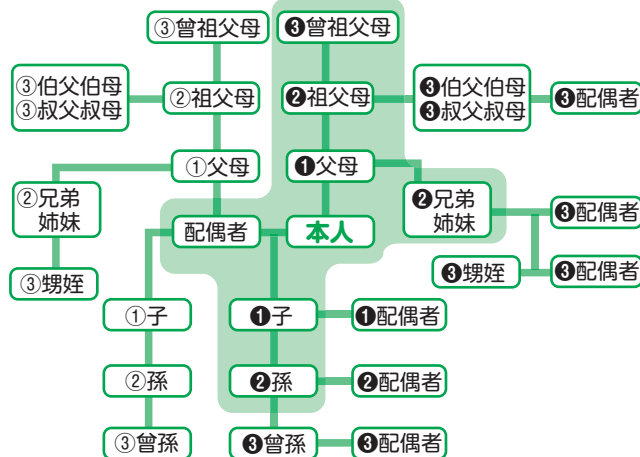 ③曾祖父母
❸曾祖父母
③伯父伯母
③叔父叔母
②祖父母
❷祖父母
❸伯父伯母
❸叔父叔母
❸配偶者
①父母
❶父母
②兄弟
姉妹
配偶者
本人
❷兄弟
姉妹
❸配偶者
③甥姪
❸甥姪
❸配偶者
①子
❶子
❶配偶者
②孫
❷孫
❷配偶者
③曾孫
❸曾孫
❸配偶者